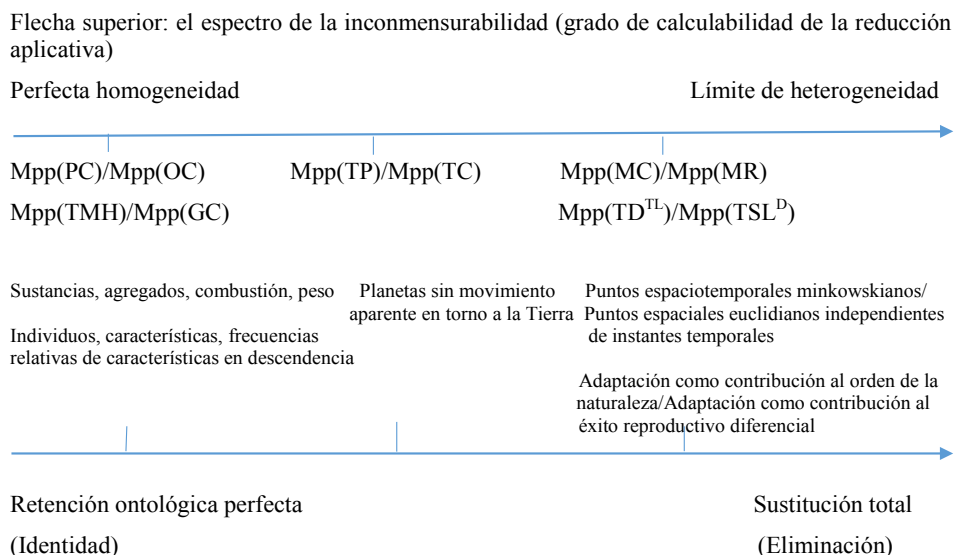 Flecha superior: el espectro de la inconmensurabilidad (grado de calculabilidad de la reducción
aplicativa)
Perfecta homogeneidad Límite de heterogeneidad
Mpp(PC)/Mpp(OC) Mpp(TP)/Mpp(TC) Mpp(MC)/Mpp(MR)
Mpp(TMH)/Mpp(GC) Mpp(TD^TL)/Mpp(TSL^D)
Sustancias, agregados, combustión, peso Planetas sin movimiento Puntos espaciotemporales minkowskianos/
aparente en torno a la Tierra Puntos espaciales euclidianos independientes
Individuos, características, frecuencias de instantes temporales
relativas de características en descendencia
Adaptación como contribución al orden de la
naturaleza/Adaptación como contribución al
éxito reproductivo diferencial
Retención ontológica perfecta Sustitución total
(Identidad) (Eliminación)